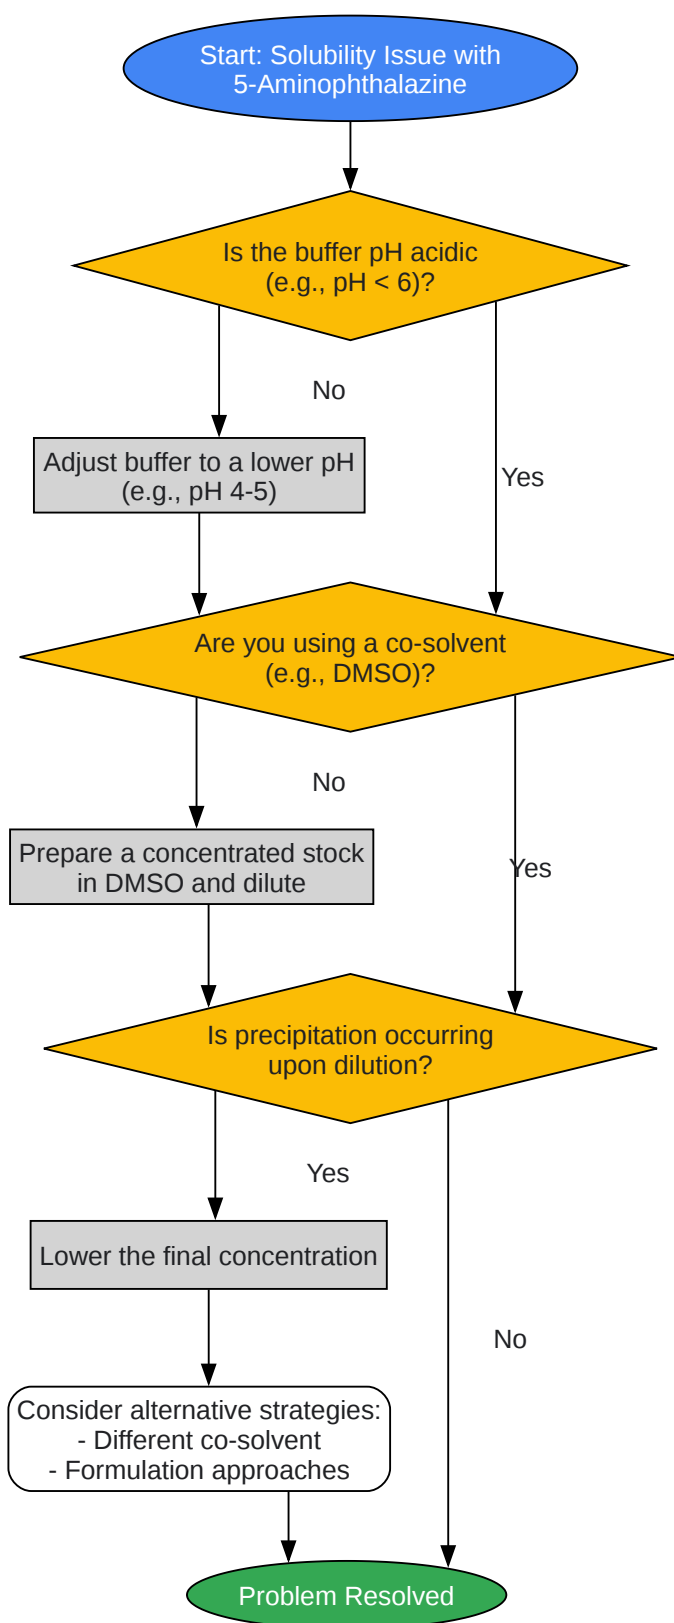 Start: Solubility Issue with
5-Aminophthalazine
Is the buffer pH acidic
(e.g., pH < 6)?
No
Adjust buffer to a lower pH
(e.g., pH 4-5)
Yes
Are you using a co-solvent
(e.g., DMSO)?
No
Prepare a concentrated stock
in DMSO and dilute
Yes
Is precipitation occurring
upon dilution?
Yes
Lower the final concentration
No
Consider alternative strategies:
- Different co-solvent
- Formulation approaches
Problem Resolved